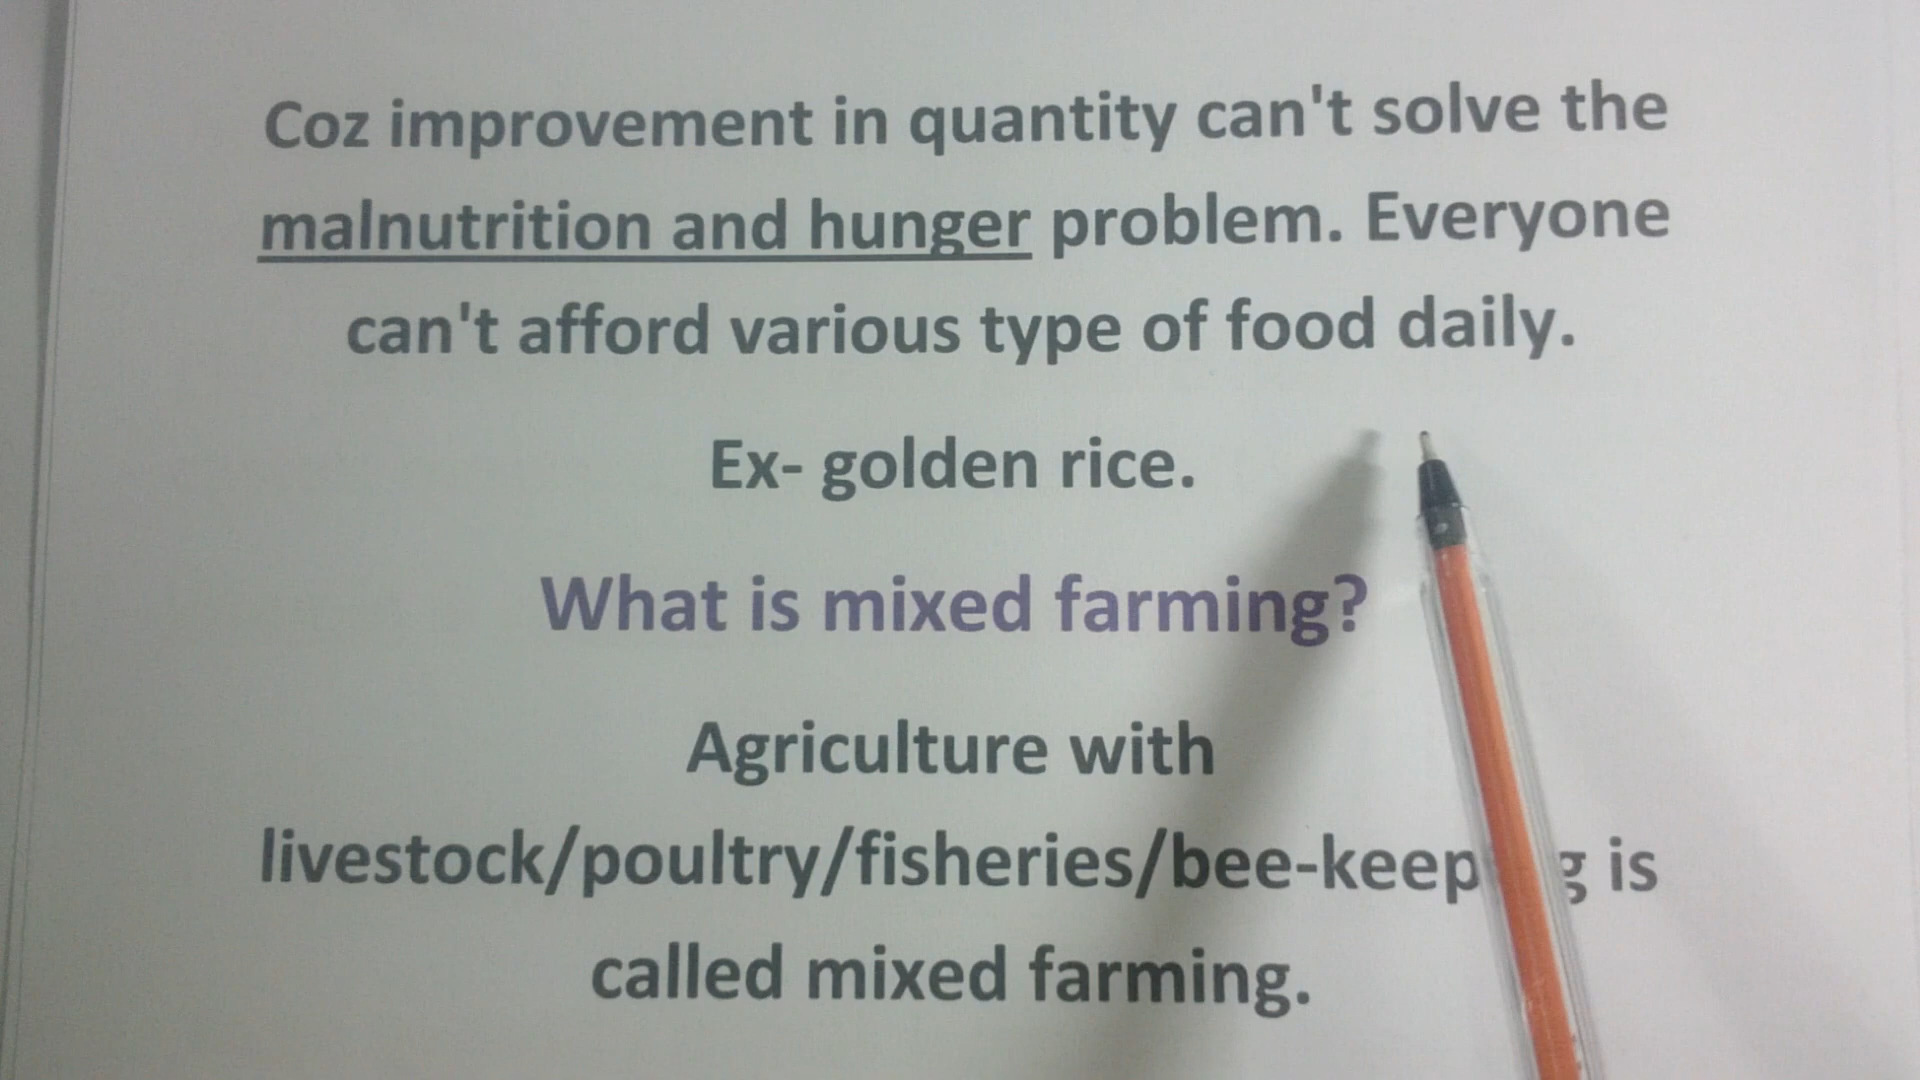 Coz improvement in quantity can't solve the
malnutrition and hunger problem. Everyone
can't afford various type of food daily.
Ex- golden rice.
What is mixed farming?
Agriculture with
livestock/poultry/fisheries/bee-keeping is
called mixed farming.